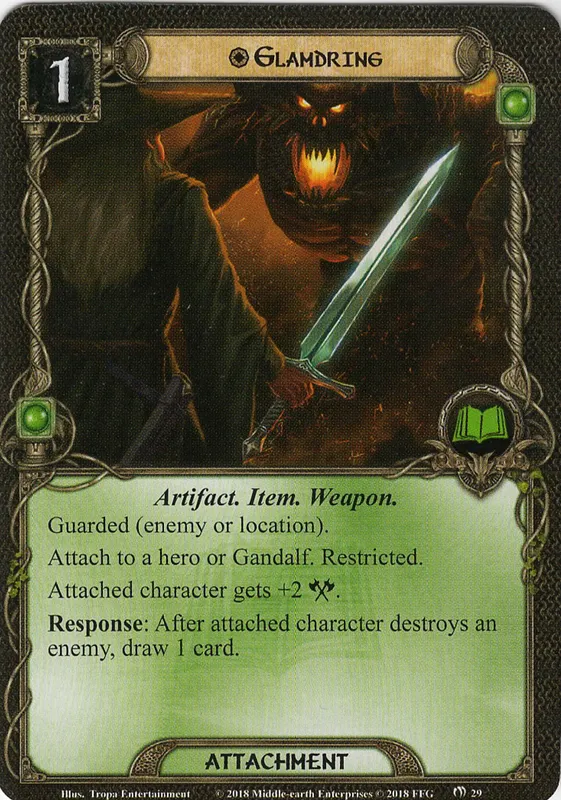 1
GLAMDRING
Artifact. Item. Weapon.
Guarded (enemy or location).
Attach to a hero or Gandalf. Restricted.
Attached character gets +2 .
Response: After attached character destroys an
enemy, draw 1 card.
ATTACHMENT
Illus. Tropa Entertainment © 2018 Middle-earth Enterprises © 2018 FFG 29